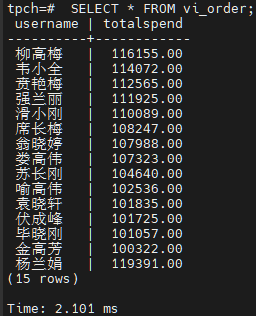 tpch=#  SELECT * FROM vi_order;
 username | totalspend
----------+------------
 柳高梅   |  116155.00
 韦小全   |  114072.00
 贲艳梅   |  112565.00
 强兰丽   |  111925.00
 滑小刚   |  110089.00
 席长梅   |  108247.00
 翁晓婷   |  107988.00
 娄高伟   |  107323.00
 苏长刚   |  104640.00
 喻高伟   |  102536.00
 袁晓轩   |  101835.00
 伏成峰   |  101725.00
 毕晓刚   |  101057.00
 金高芳   |  100322.00
 杨兰娟   |  119391.00
(15 rows)
Time: 2.101 ms